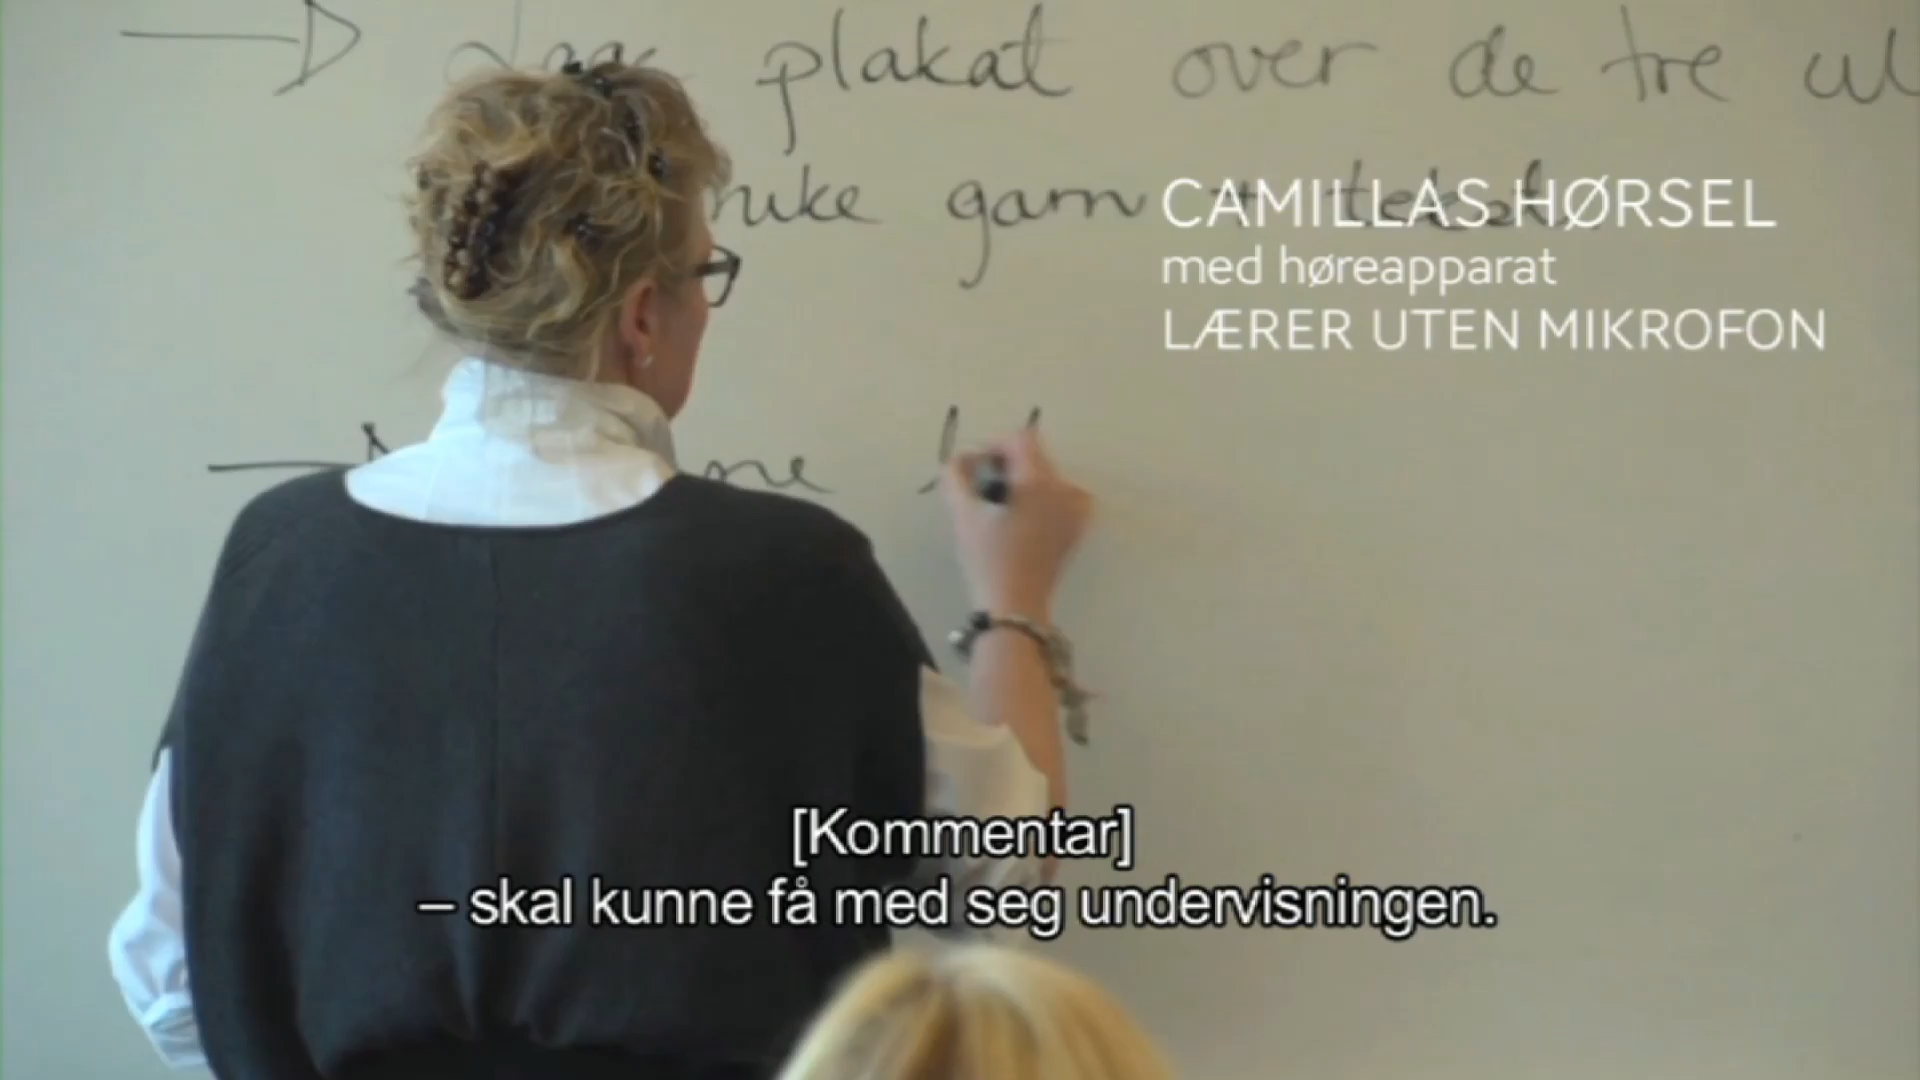 plakat over de tre
garn + tekst
CAMILLAS HØRSEL
med høreapparat
LÆRER UTEN MIKROFON
[Kommentar]
– skal kunne få med seg undervisningen.